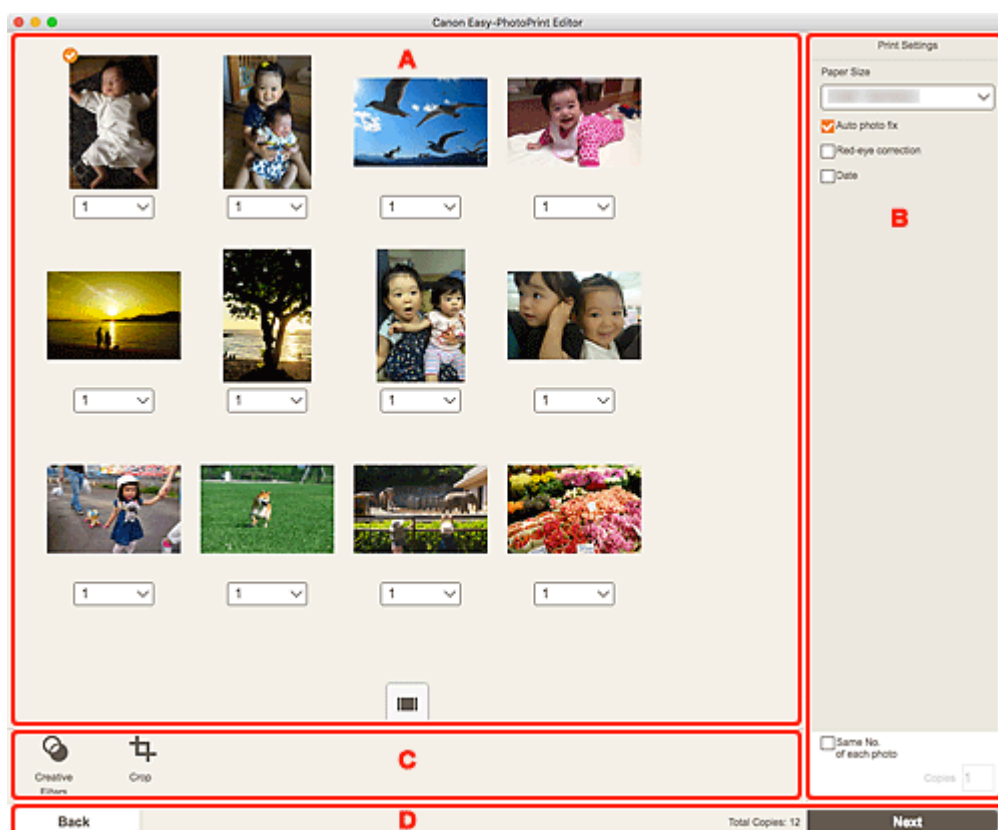 Canon Easy-PhotoPrint Editor
A
Print Settings
Paper Size
Auto photo fix
Red-eye correction
Date
B
1
1
1
1
1
1
1
1
1
1
1
1
C
Creative
Filters
Crop
Same No.
of each photo
Copies 1
Back
D
Total Copies: 12
Next